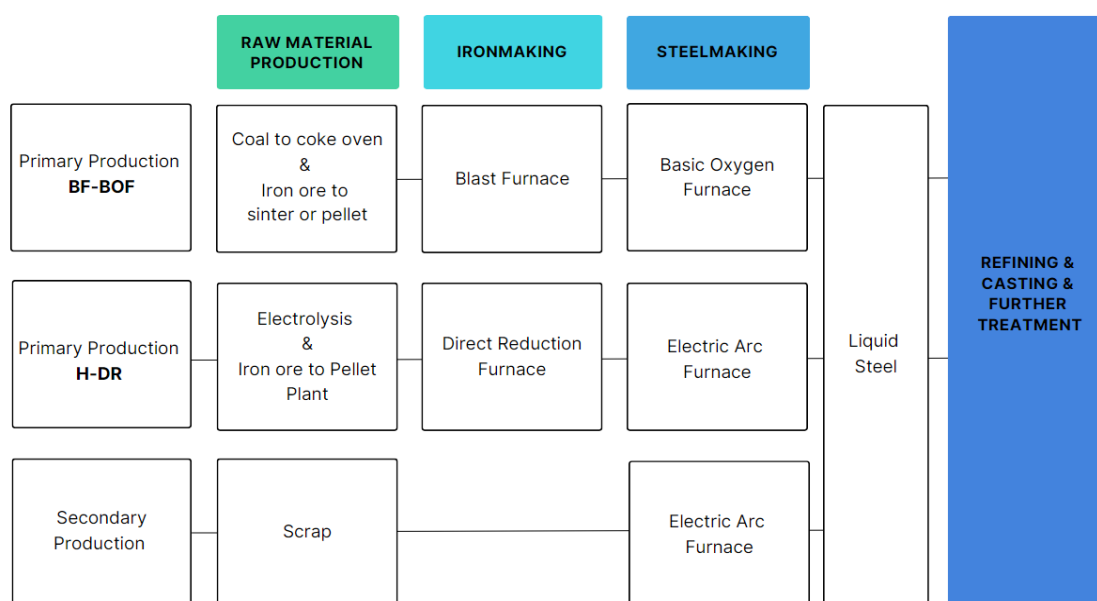 RAW MATERIAL
PRODUCTION
IRONMAKING
STEELMAKING
Primary Production
BF-BOF
Coal to coke oven
&
Iron ore to
sinter or pellet
Blast Furnace
Basic Oxygen
Furnace
Primary Production
H-DR
Electrolysis
&
Iron ore to Pellet
Plant
Direct Reduction
Furnace
Electric Arc
Furnace
Secondary
Production
Scrap
Electric Arc
Furnace
Liquid
Steel
REFINING &
CASTING &
FURTHER
TREATMENT